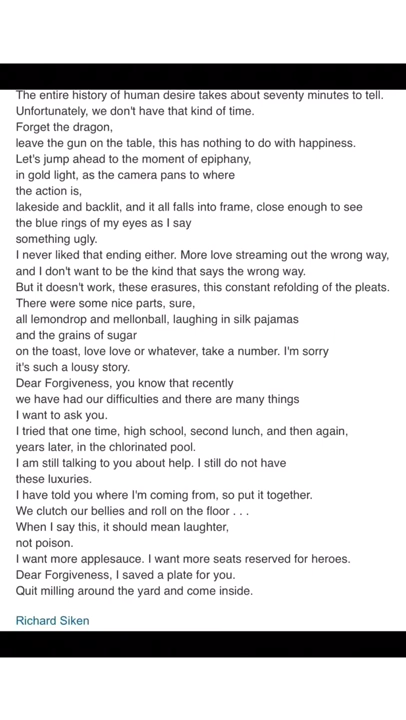 The entire history of human desire takes about seventy minutes to tell.
Unfortunately, we don't have that kind of time.
Forget the dragon,
leave the gun on the table, this has nothing to do with happiness.
Let's jump ahead to the moment of epiphany,
in gold light, as the camera pans to where
the action is,
lakeside and backlit, and it all falls into frame, close enough to see
the blue rings of my eyes as I say
something ugly.
I never liked that ending either. More love streaming out the wrong way,
and I don't want to be the kind that says the wrong way.
But it doesn't work, these erasures, this constant refolding of the pleats.
There were some nice parts, sure,
all lemondrop and mellonball, laughing in silk pajamas
and the grains of sugar
on the toast, love love or whatever, take a number. I'm sorry
it's such a lousy story.
Dear Forgiveness, you know that recently
we have had our difficulties and there are many things
I want to ask you.
I tried that one time, high school, second lunch, and then again,
years later, in the chlorinated pool.
I am still talking to you about help. I still do not have
these luxuries.
I have told you where I'm coming from, so put it together.
We clutch our bellies and roll on the floor . . .
When I say this, it should mean laughter,
not poison.
I want more applesauce. I want more seats reserved for heroes.
Dear Forgiveness, I saved a plate for you.
Quit milling around the yard and come inside.
Richard Siken